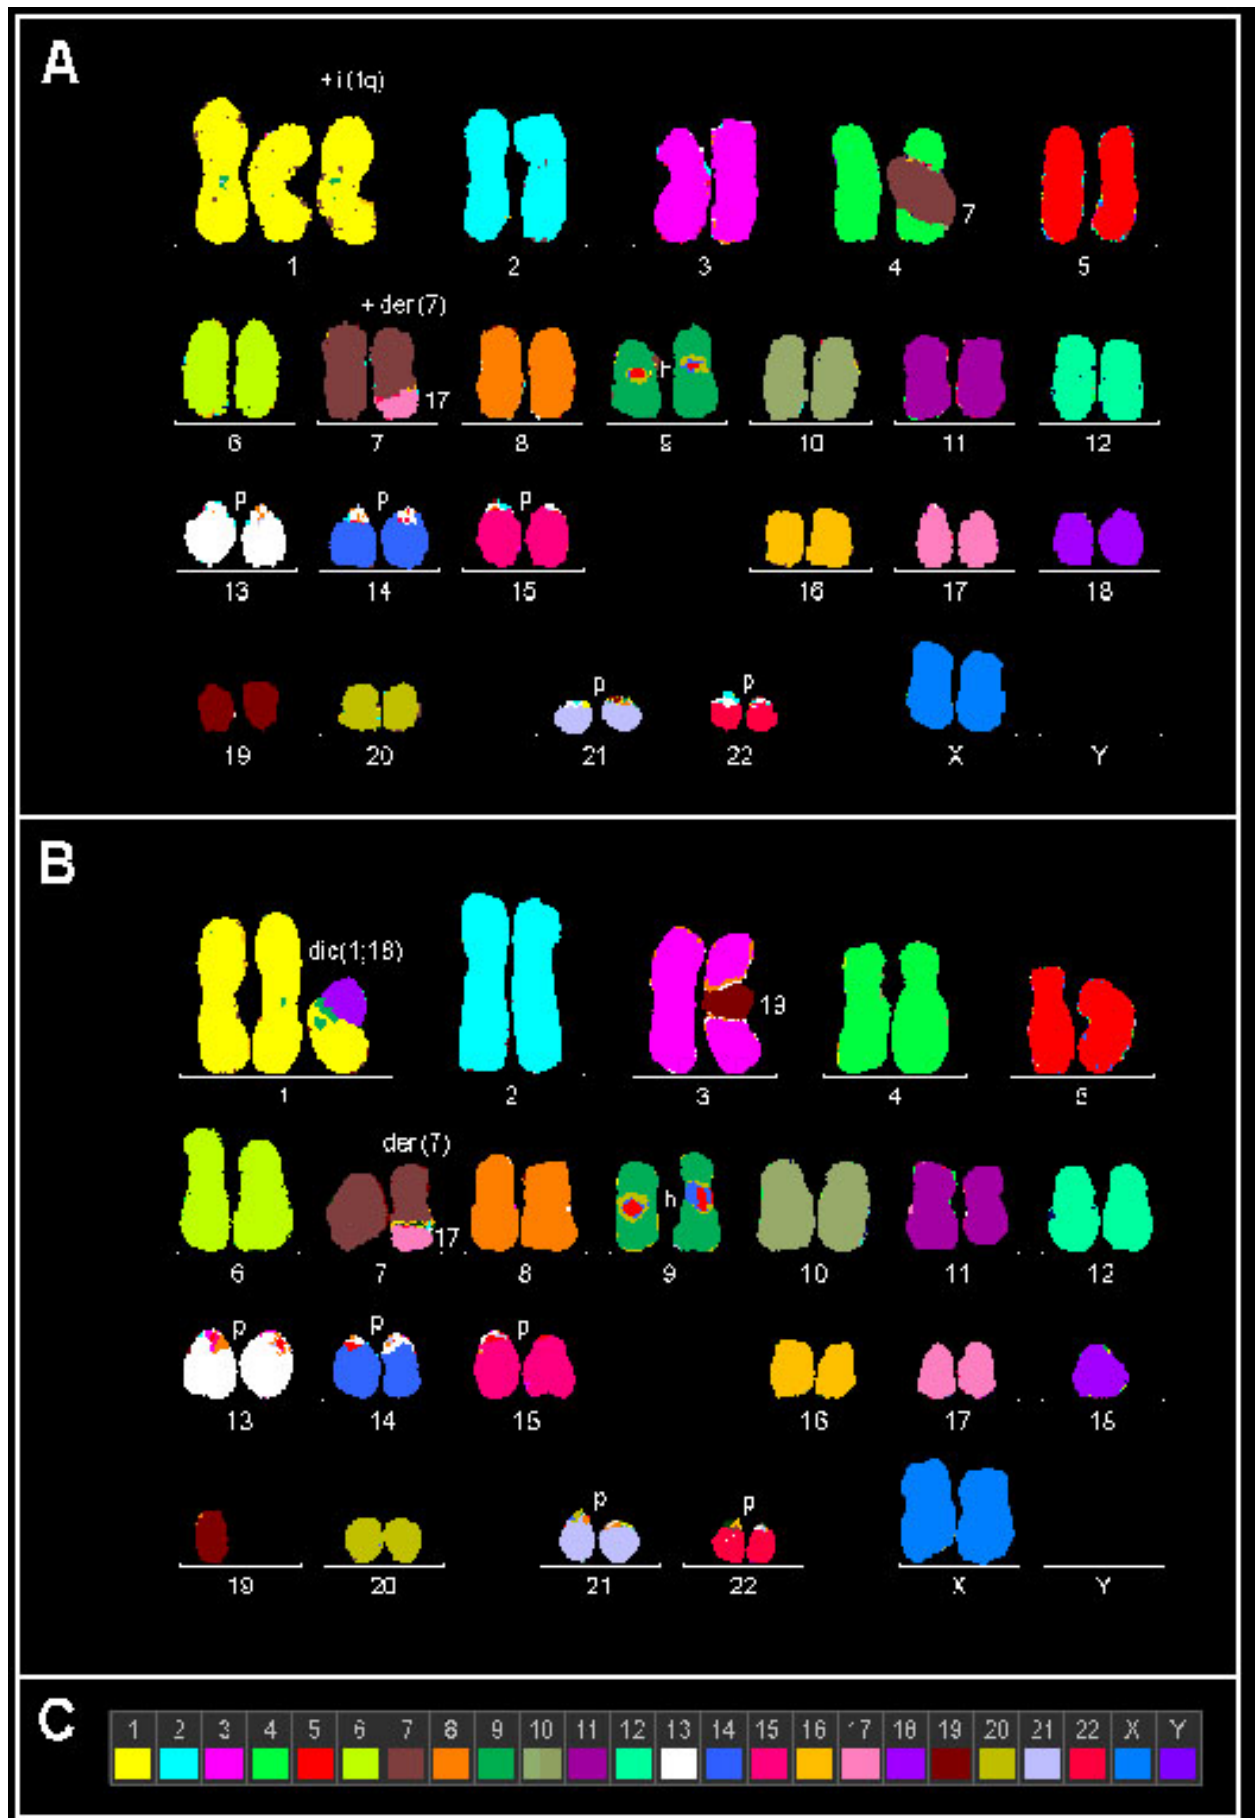 A
+i(1q)
7
1 2 3 4 5
+der(7)
17 h
6 7 8 9 10 11 12
p p p
13 14 15 16 17 18
p p
19 20 21 22 X Y
B
dic(1;18)
19
1 2 3 4 5
der(7)
17 h
6 7 8 9 10 11 12
p p p
13 14 15 16 17 18
p p
19 20 21 22 X Y
C
1 2 3 4 5 6 7 8 9 10 11 12 13 14 15 16 17 18 19 20 21 22 X Y